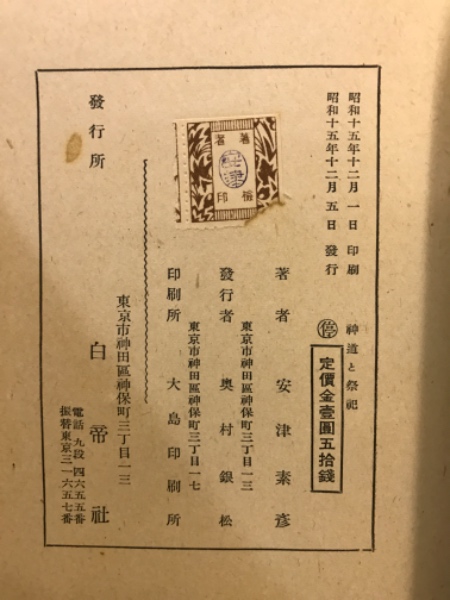 昭和十五年十二月一日 印刷
昭和十五年十二月五日 發行
神道と祭祀
停 定價金壹圓五拾錢
著者 安津素彦
東京市神田區神保町三丁目一三
發行者 奥村銀松
東京市神田區神保町三丁目一七
印刷所 大島印刷所
著者
檢印
安津
發行所
東京市神田區神保町三丁目一三
白帝社
電話九段四六五五番
振替東京三一六五七番